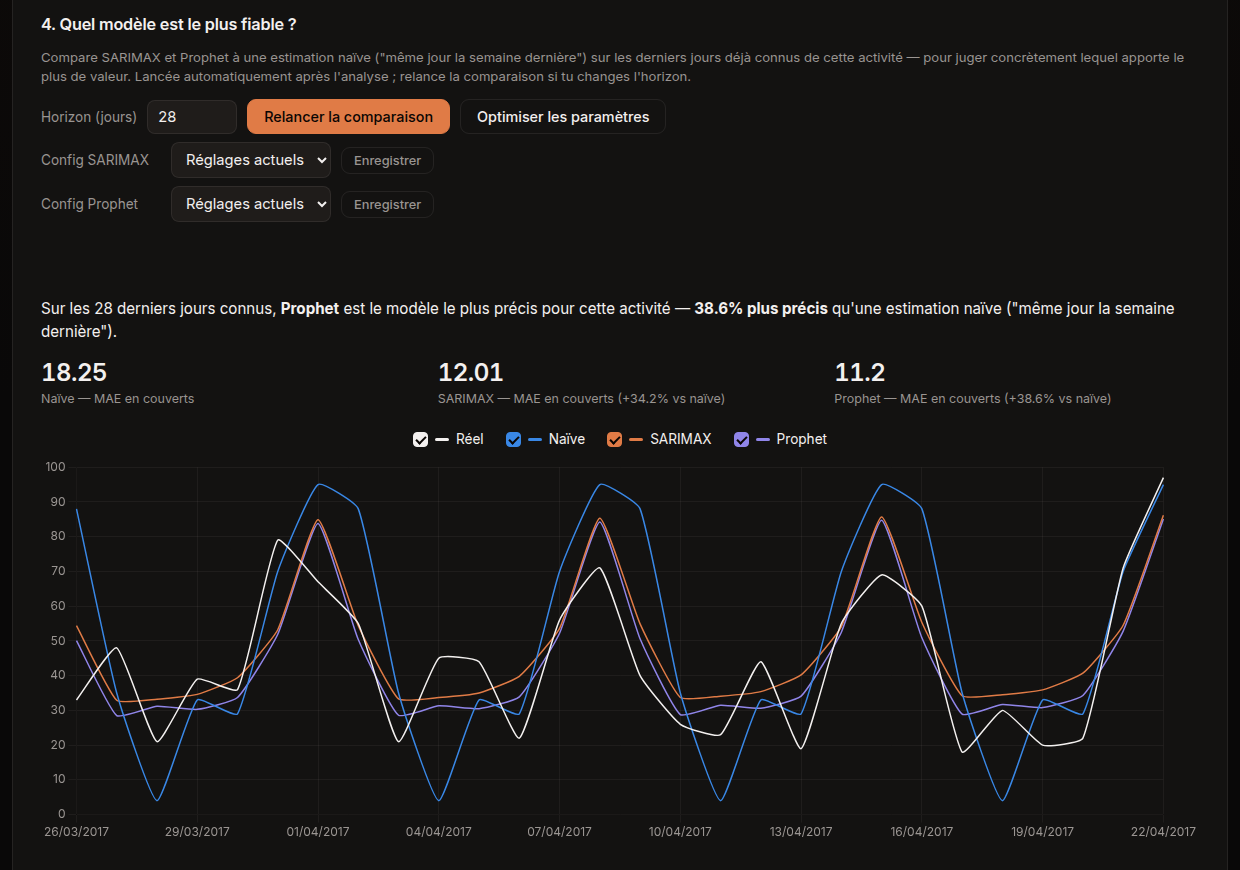 4. Quel modèle est le plus fiable ?
Compare SARIMAX et Prophet à une estimation naïve ("même jour la semaine dernière") sur les derniers jours déjà connus de cette activité — pour juger concrètement lequel apporte le
plus de valeur. Lancée automatiquement après l'analyse ; relance la comparaison si tu changes l'horizon.
Horizon (jours) 28 Relancer la comparaison Optimiser les paramètres
Config SARIMAX Réglages actuels Enregistrer
Config Prophet Réglages actuels Enregistrer
Sur les 28 derniers jours connus, Prophet est le modèle le plus précis pour cette activité — 38.6% plus précis qu'une estimation naïve ("même jour la semaine
dernière").
18.25 12.01 11.2
Naïve — MAE en couverts SARIMAX — MAE en couverts (+34.2% vs naïve) Prophet — MAE en couverts (+38.6% vs naïve)
Réel Naïve SARIMAX Prophet
100
90
80
70
60
50
40
30
20
10
0
26/03/2017 29/03/2017 01/04/2017 04/04/2017 07/04/2017 10/04/2017 13/04/2017 16/04/2017 19/04/2017 22/04/2017